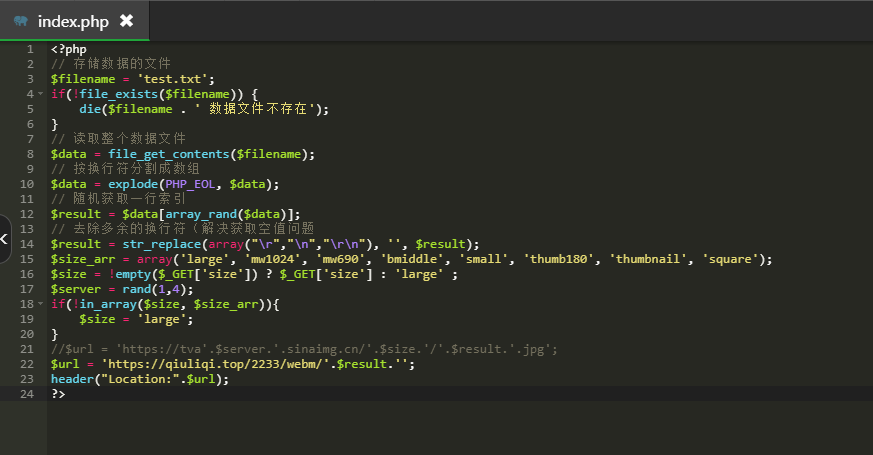 index.php ✖
1 <?php
2 // 存储数据的文件
3 $filename = 'test.txt';
4 if(!file_exists($filename)) {
5     die($filename . ' 数据文件不存在');
6 }
7 // 读取整个数据文件
8 $data = file_get_contents($filename);
9 // 按换行符分割成数组
10 $data = explode(PHP_EOL, $data);
11 // 随机获取一行索引
12 $result = $data[array_rand($data)];
13 // 去除多余的换行符（解决获取空值问题
14 $result = str_replace(array("\r","\n","\r\n"), '', $result);
15 $size_arr = array('large', 'mw1024', 'mw690', 'bmiddle', 'small', 'thumb180', 'thumbnail', 'square');
16 $size = !empty($_GET['size']) ? $_GET['size'] : 'large' ;
17 $server = rand(1,4);
18 if(!in_array($size, $size_arr)){
19     $size = 'large';
20 }
21 //$url = 'https://tva'.$server.'.sinaimg.cn/'.$size.'/'.$result.'.jpg';
22 $url = 'https://qiuliqi.top/2233/webm/'.$result.'';
23 header("Location:".$url);
24 ?>